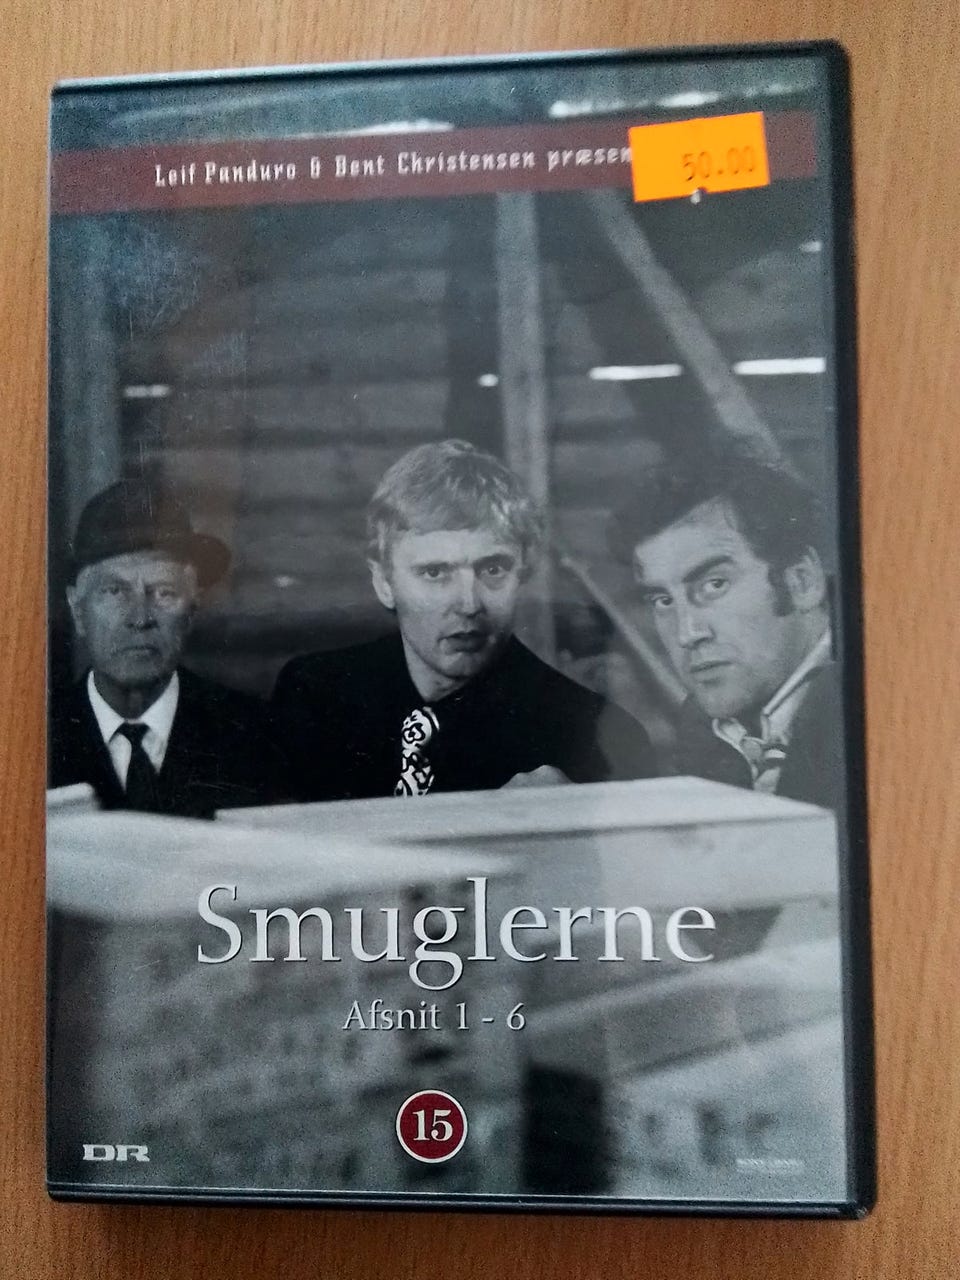 Leif Panduro & Bent Christensen præsen
50.00
Smuglerne
Afsnit 1 - 6
15
DR